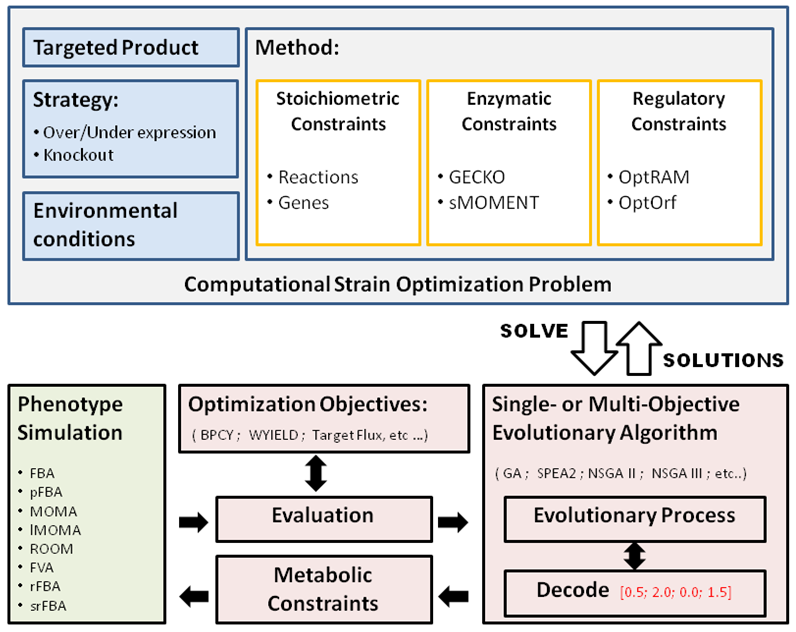 Targeted Product
Strategy:
• Over/Under expression
• Knockout
Environmental
conditions
Method:
Stoichiometric
Constraints
• Reactions
• Genes
Enzymatic
Constraints
• GECKO
• sMOMENT
Regulatory
Constraints
• OptRAM
• OptOrf
Computational Strain Optimization Problem
SOLVE
SOLUTIONS
Phenotype
Simulation
• FBA
• pFBA
• MOMA
• lMOMA
• ROOM
• FVA
• rFBA
• srFBA
Optimization Objectives:
( BPCY ; WYIELD ; Target Flux, etc ...)
Evaluation
Metabolic
Constraints
Single- or Multi-Objective
Evolutionary Algorithm
( GA ; SPEA2 ; NSGA II ; NSGA III ; etc..)
Evolutionary Process
Decode [0.5; 2.0; 0.0; 1.5]